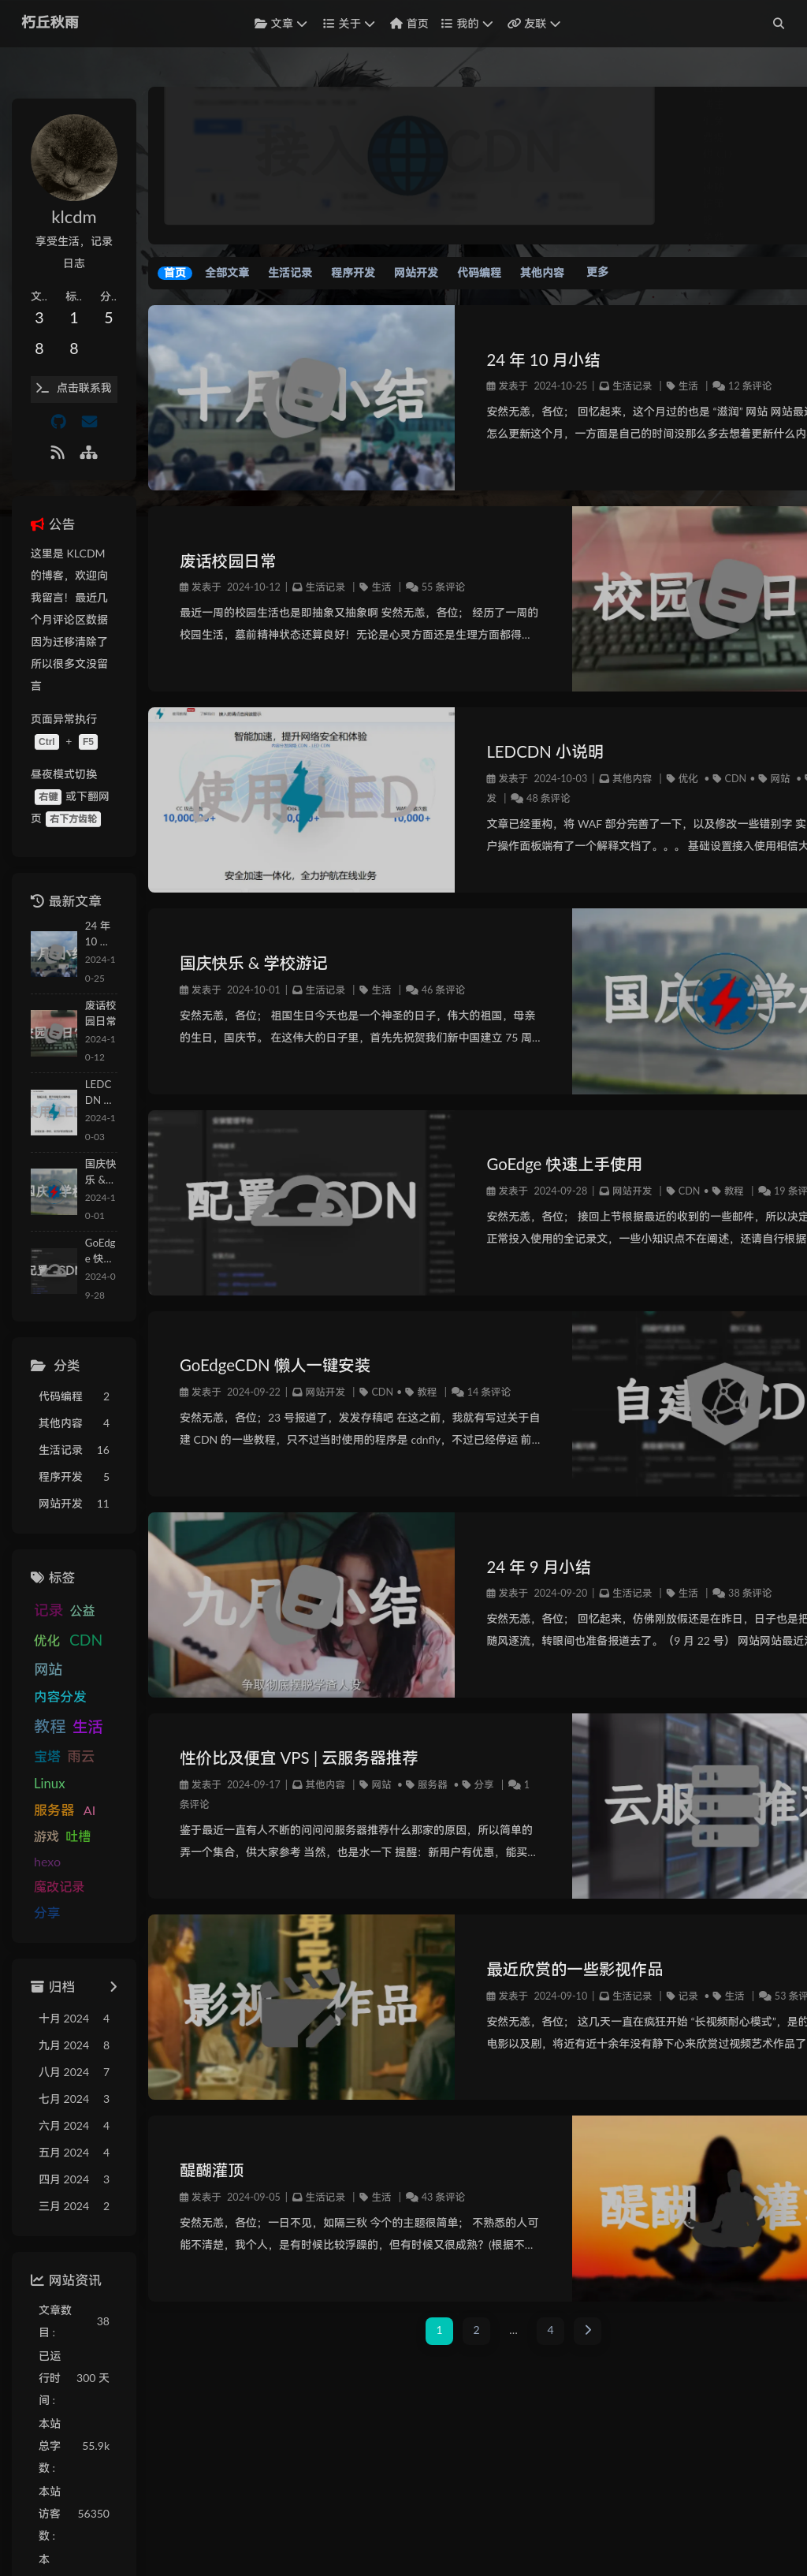 朽丘秋雨
文章 关于 首页 我的 友联
接入 CDN
klcdm
享受生活，记录
日志
文.. 标.. 分..
3 1 5
8 8
点击联系我
公告
这里是 KLCDM
的博客，欢迎向
我留言！最近几
个月评论区数据
因为迁移清除了
所以很多文没留
言
页面异常执行
Ctrl + F5
昼夜模式切换
右键 或下翻网
页 右下方齿轮
最新文章
24 年
10 ...
2024-1
0-25
废话校
园日常
2024-1
0-12
LEDC
DN ...
2024-1
0-03
国庆快
乐 &...
2024-1
0-01
GoEdg
e 快...
2024-0
9-28
分类
代码编程 2
其他内容 4
生活记录 16
程序开发 5
网站开发 11
标签
记录 公益
优化 CDN
网站
内容分发
教程 生活
宝塔 雨云
Linux
服务器 AI
游戏 吐槽
hexo
魔改记录
分享
归档
十月 2024 4
九月 2024 8
八月 2024 7
七月 2024 3
六月 2024 4
五月 2024 4
四月 2024 3
三月 2024 2
网站资讯
文章数
目 : 38
已运
行时 300 天
间 :
本站
总字 55.9k
数 :
本站
访客 56350
数 :
本
首页 全部文章 生活记录 程序开发 网站开发 代码编程 其他内容 更多
十月小结
24 年 10 月小结
发表于 2024-10-25 | 生活记录 | 生活 | 12 条评论
安然无恙，各位； 回忆起来，这个月过的也是 “滋润” 网站 网站最近
怎么更新这个月，一方面是自己的时间没那么多去想着更新什么内
废话校园日常
发表于 2024-10-12 | 生活记录 | 生活 | 55 条评论
最近一周的校园生活也是即抽象又抽象啊 安然无恙，各位； 经历了一周的
校园生活，墓前精神状态还算良好！无论是心灵方面还是生理方面都得...
校园 日
智能加速，提升网络安全和体验
使用 LED
10,000+
安全加速一体化，全力护航在线业务
LEDCDN 小说明
发表于 2024-10-03 | 其他内容 | 优化 • CDN • 网站 •
发 | 48 条评论
文章已经重构，将 WAF 部分完善了一下，以及修改一些错别字 实
户操作面板端有了一个解释文档了。。。 基础设置接入使用相信大
国庆快乐 & 学校游记
发表于 2024-10-01 | 生活记录 | 生活 | 46 条评论
安然无恙，各位； 祖国生日今天也是一个神圣的日子，伟大的祖国，母亲
的生日，国庆节。 在这伟大的日子里，首先先祝贺我们新中国建立 75 周...
国庆 学校
配置 SDN
GoEdge 快速上手使用
发表于 2024-09-28 | 网站开发 | CDN • 教程 | 19 条评
安然无恙，各位； 接回上节根据最近的收到的一些邮件，所以决定
正常投入使用的全记录文，一些小知识点不在阐述，还请自行根据
GoEdgeCDN 懒人一键安装
发表于 2024-09-22 | 网站开发 | CDN • 教程 | 14 条评论
安然无恙，各位；23 号报道了，发发存稿吧 在这之前，我就有写过关于自
建 CDN 的一些教程，只不过当时使用的程序是 cdnfly，不过已经停运 前...
自建 CD
九月小结
争取彻底摆脱学渣人设
24 年 9 月小结
发表于 2024-09-20 | 生活记录 | 生活 | 38 条评论
安然无恙，各位； 回忆起来，仿佛刚放假还是在昨日，日子也是把
随风逐流，转眼间也准备报道去了。（9 月 22 号） 网站网站最近
性价比及便宜 VPS | 云服务器推荐
发表于 2024-09-17 | 其他内容 | 网站 • 服务器 • 分享 | 1
条评论
鉴于最近一直有人不断的问问问服务器推荐什么那家的原因，所以简单的
弄一个集合，供大家参考 当然，也是水一下 提醒：新用户有优惠，能买...
云服 推
影视 作品
最近欣赏的一些影视作品
发表于 2024-09-10 | 生活记录 | 记录 • 生活 | 53 条评
安然无恙，各位； 这几天一直在疯狂开始 “长视频耐心模式”，是的
电影以及剧，将近有近十余年没有静下心来欣赏过视频艺术作品了
醍醐灌顶
发表于 2024-09-05 | 生活记录 | 生活 | 43 条评论
安然无恙，各位；一日不见，如隔三秋 今个的主题很简单； 不熟悉的人可
能不清楚，我个人，是有时候比较浮躁的，但有时候又很成熟？(根据不...
醍醐 灌
1 2 ... 4